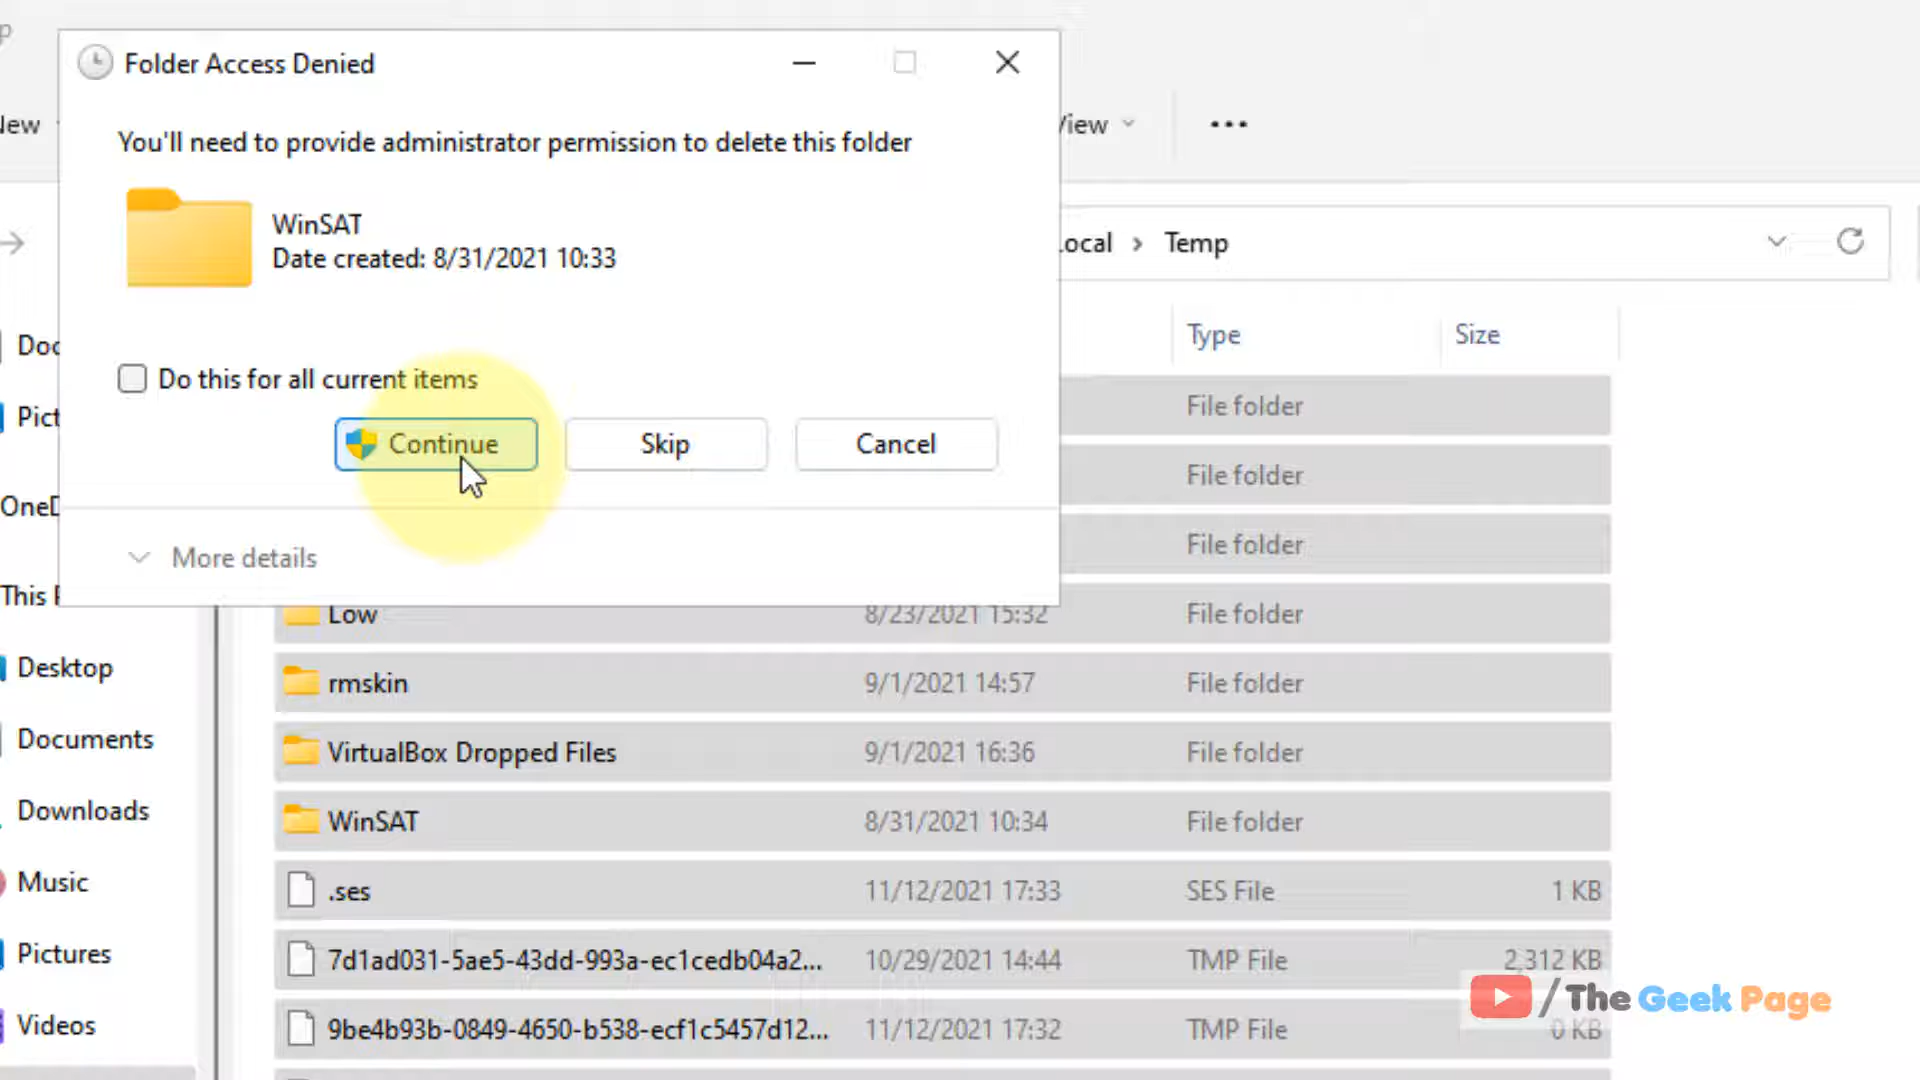 Folder Access Denied
You'll need to provide administrator permission to delete this folder
WinSAT
Date created: 8/31/2021 10:33
Do this for all current items
Continue
Skip
Cancel
More details
Temp
Type
Size
File folder
File folder
File folder
Low 8/23/2021 15:32 File folder
rmskin 9/1/2021 14:57 File folder
VirtualBox Dropped Files 9/1/2021 16:36 File folder
WinSAT 8/31/2021 10:34 File folder
.ses 11/12/2021 17:33 SES File 1 KB
7d1ad031-5ae5-43dd-993a-ec1cedb04a2... 10/29/2021 14:44 TMP File 2,312 KB
9be4b93b-0849-4650-b538-ecf1c5457d12... 11/12/2021 17:32 TMP File 0 KB
This
Desktop
Documents
Downloads
Music
Pictures
Videos
/The Geek Page